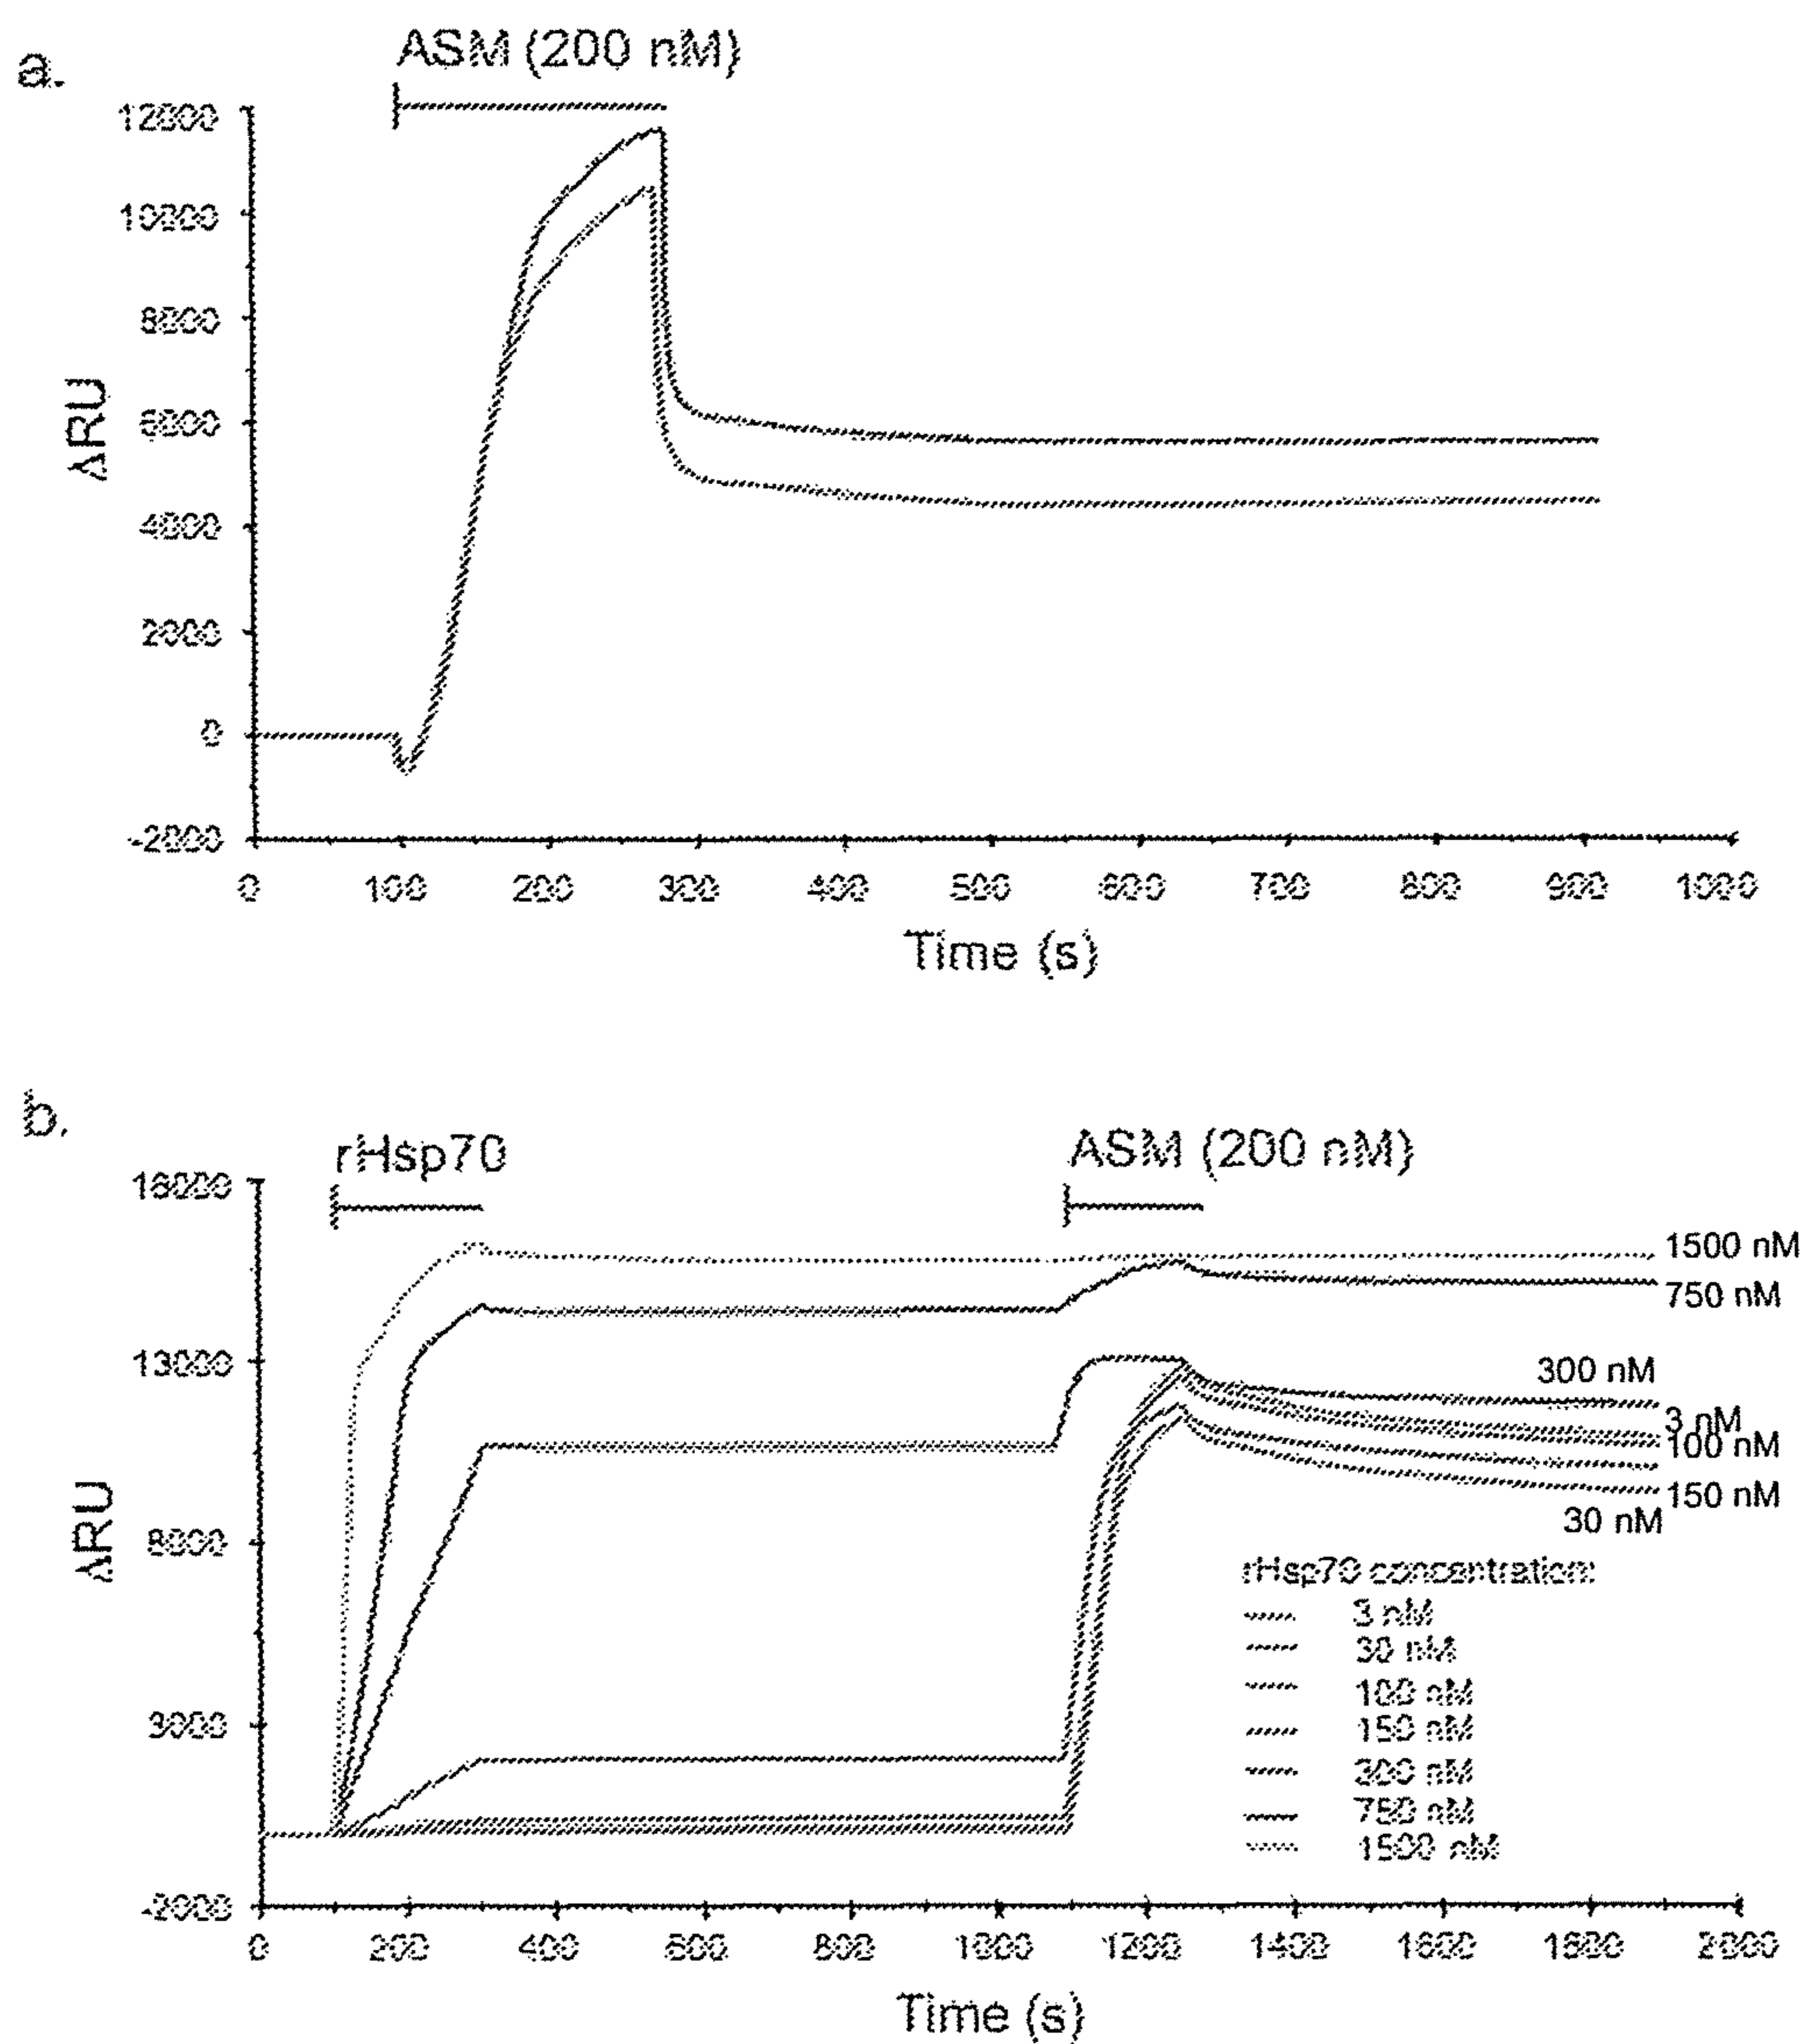 a.
ASM (200 nM)
12000
10000
8000
6000
4000
2000
0
-2000
ΔRU
0 100 200 300 400 500 600 700 800 900 1000
Time (s)
b.
rHsp70
ASM (200 nM)
18000
13000
8000
3000
-2000
ΔRU
1500 nM
750 nM
300 nM
3 nM
100 nM
150 nM
30 nM
rHsp70 concentration:
3 nM
30 nM
100 nM
150 nM
300 nM
750 nM
1500 nM
0 200 400 600 800 1000 1200 1400 1600 1800 2000
Time (s)